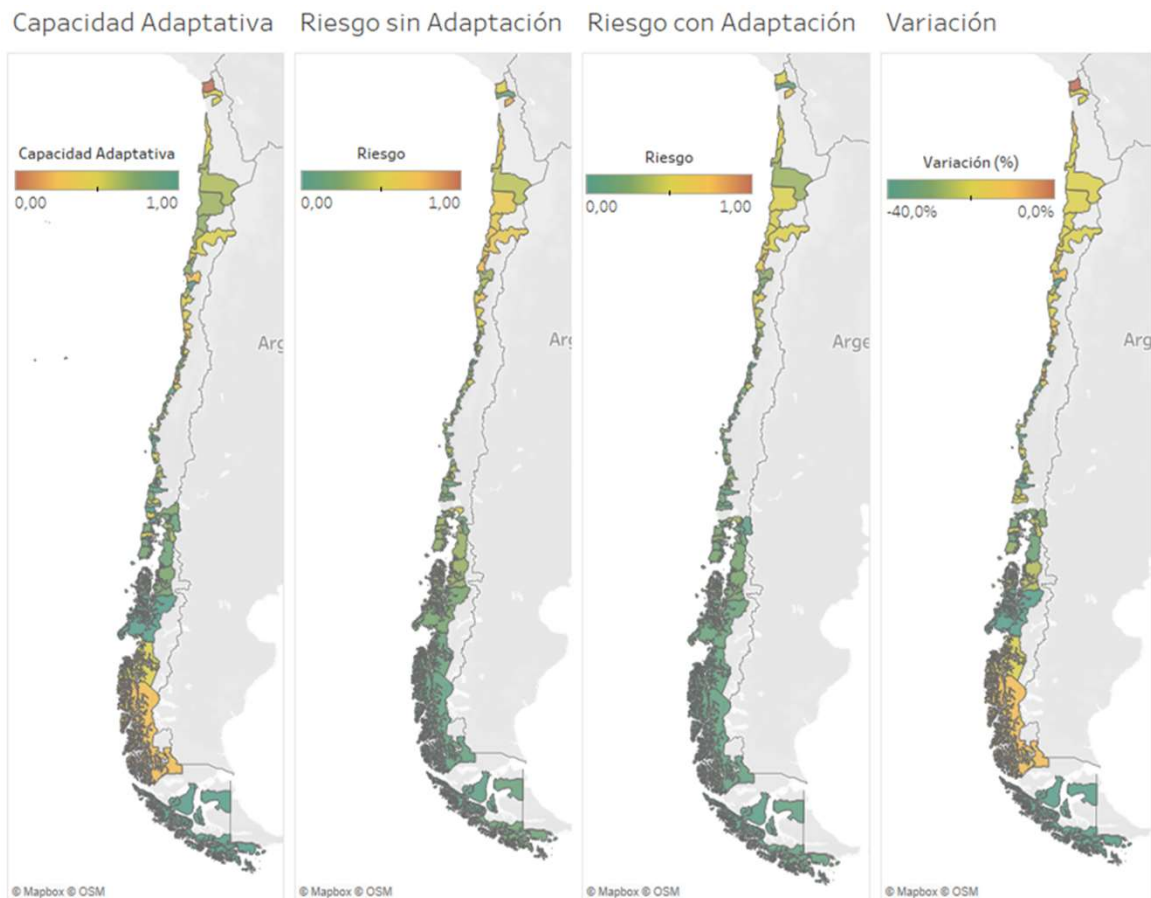 Capacidad Adaptativa
Riesgo sin Adaptación
Riesgo con Adaptación
Variación
Capacidad Adaptativa
0,00 1,00
Riesgo
0,00 1,00
Riesgo
0,00 1,00
Variación (%)
-40,0% 0,0%
Arg
Arg
Arge
Arg
© Mapbox © OSM
© Mapbox © OSM
© Mapbox © OSM
© Mapbox © OSM